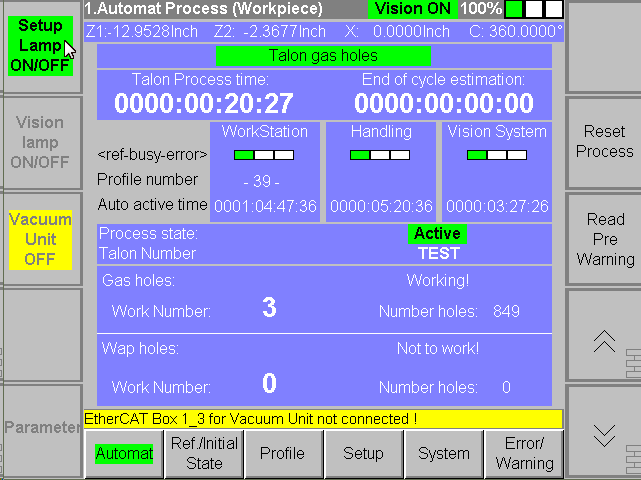 Setup
Lamp
ON/OFF
Vision
lamp
ON/OFF
Vacuum
Unit
OFF
Parameter
1.Automat Process (Workpiece)
Vision ON
100%
Z1:-12.9528Inch Z2: -2.3677Inch X: 0.0000Inch C: 360.0000°
Talon gas holes
Talon Process time: End of cycle estimation:
0000:00:20:27 0000:00:00:00
WorkStation Handling Vision System
<ref-busy-error>
Profile number - 39 -
Auto active time 0001:04:47:36 0000:05:20:36 0000:03:27:26
Process state: Active
Talon Number TEST
Gas holes: Working!
Work Number: 3 Number holes: 849
Wap holes: Not to work!
Work Number: 0 Number holes: 0
EtherCAT Box 1_3 for Vacuum Unit not connected !
Automat
Ref./Initial
State
Profile
Setup
System
Error/
Warning
Reset
Process
Read
Pre
Warning